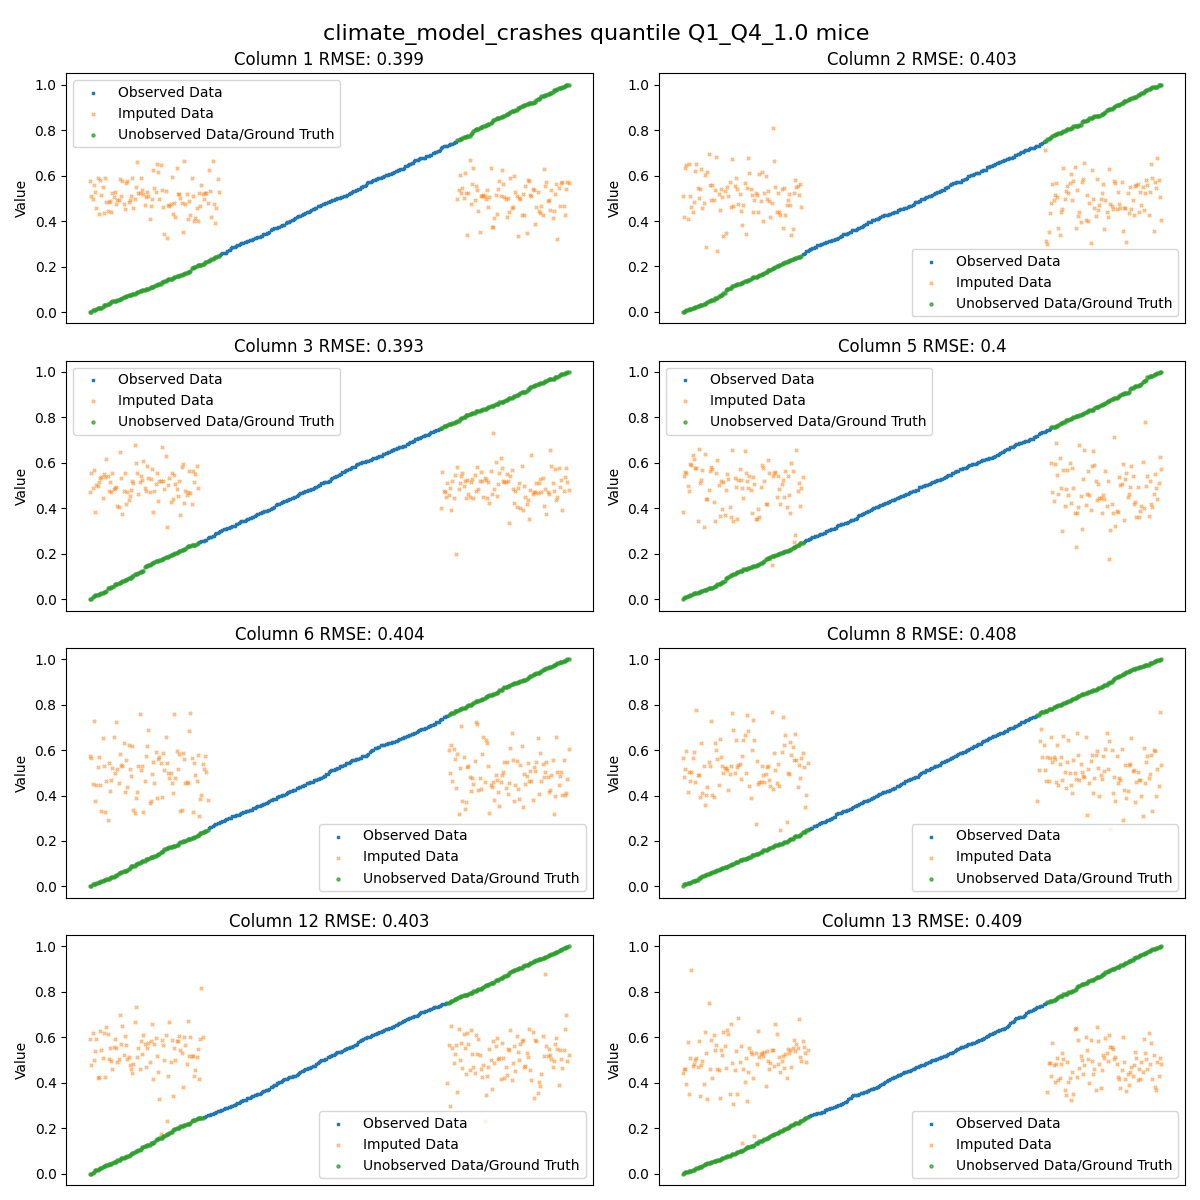 climate_model_crashes quantile Q1_Q4_1.0 mice
Column 1 RMSE: 0.399
1.0
0.8
0.6
0.4
0.2
0.0
Value
Observed Data
Imputed Data
Unobserved Data/Ground Truth
Column 2 RMSE: 0.403
1.0
0.8
0.6
0.4
0.2
0.0
Value
Observed Data
Imputed Data
Unobserved Data/Ground Truth
Column 3 RMSE: 0.393
1.0
0.8
0.6
0.4
0.2
0.0
Value
Observed Data
Imputed Data
Unobserved Data/Ground Truth
Column 5 RMSE: 0.4
1.0
0.8
0.6
0.4
0.2
0.0
Value
Observed Data
Imputed Data
Unobserved Data/Ground Truth
Column 6 RMSE: 0.404
1.0
0.8
0.6
0.4
0.2
0.0
Value
Observed Data
Imputed Data
Unobserved Data/Ground Truth
Column 8 RMSE: 0.408
1.0
0.8
0.6
0.4
0.2
0.0
Value
Observed Data
Imputed Data
Unobserved Data/Ground Truth
Column 12 RMSE: 0.403
1.0
0.8
0.6
0.4
0.2
0.0
Value
Observed Data
Imputed Data
Unobserved Data/Ground Truth
Column 13 RMSE: 0.409
1.0
0.8
0.6
0.4
0.2
0.0
Value
Observed Data
Imputed Data
Unobserved Data/Ground Truth